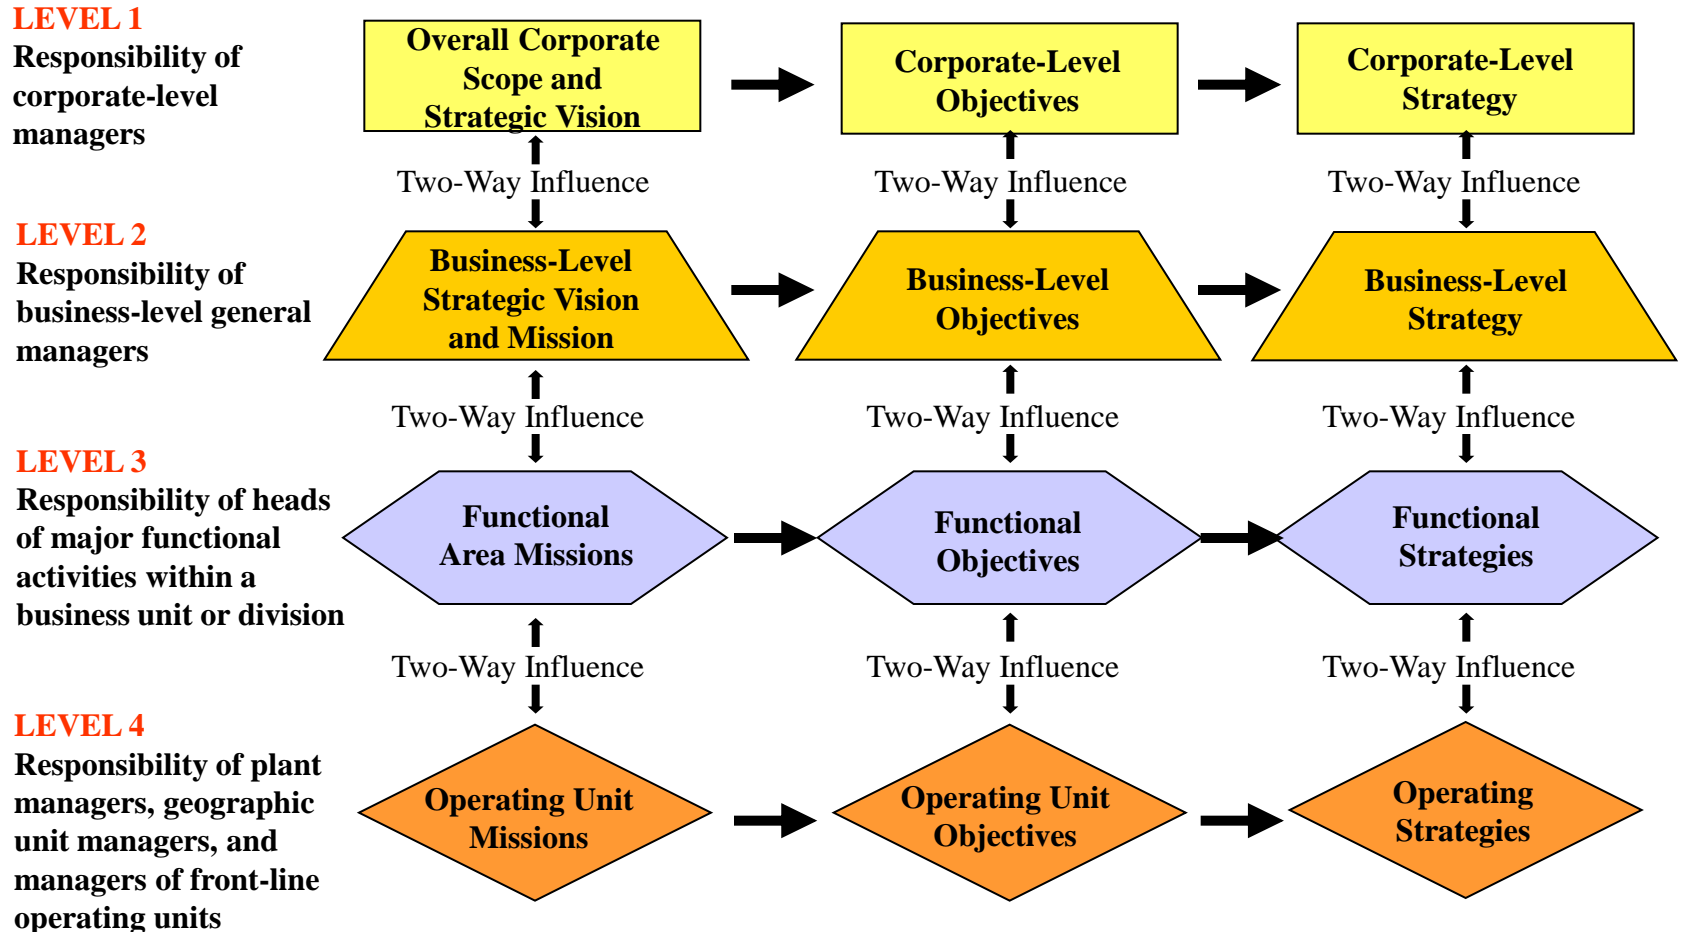 LEVEL 1
Responsibility of
corporate-level
managers
Overall Corporate
Scope and
Strategic Vision
Corporate-Level
Objectives
Corporate-Level
Strategy
Two-Way Influence
Two-Way Influence
Two-Way Influence
LEVEL 2
Responsibility of
business-level general
managers
Business-Level
Strategic Vision
and Mission
Business-Level
Objectives
Business-Level
Strategy
Two-Way Influence
Two-Way Influence
Two-Way Influence
LEVEL 3
Responsibility of heads
of major functional
activities within a
business unit or division
Functional
Area Missions
Functional
Objectives
Functional
Strategies
Two-Way Influence
Two-Way Influence
Two-Way Influence
LEVEL 4
Responsibility of plant
managers, geographic
unit managers, and
managers of front-line
operating units
Operating Unit
Missions
Operating Unit
Objectives
Operating
Strategies